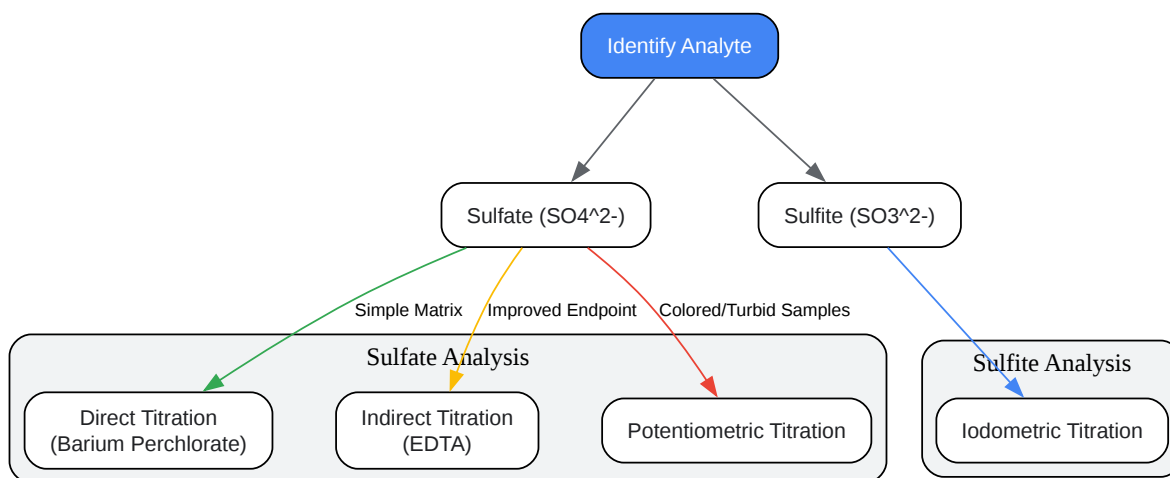 Identify Analyte
Sulfate (SO4^2-)
Sulfite (SO3^2-)
Simple Matrix
Improved Endpoint
Colored/Turbid Samples
Sulfate Analysis
Sulfite Analysis
Direct Titration
(Barium Perchlorate)
Indirect Titration
(EDTA)
Potentiometric Titration
Iodometric Titration